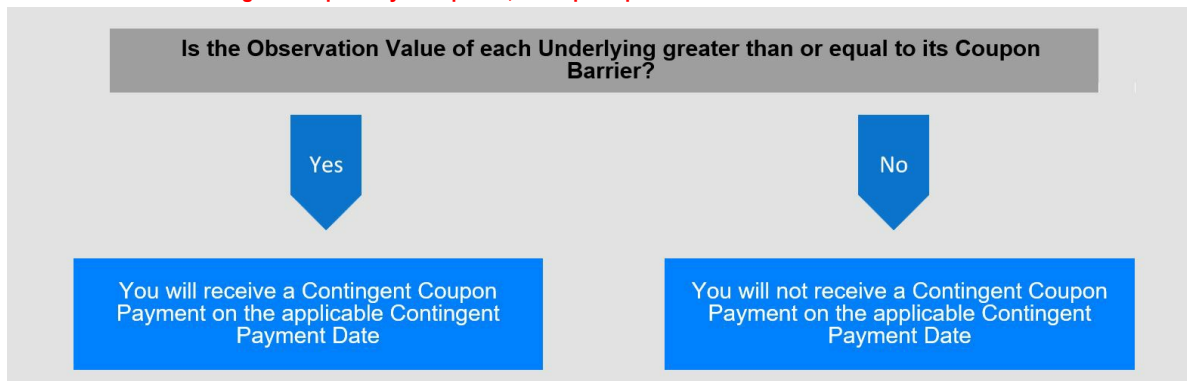 Is the Observation Value of each Underlying greater than or equal to its Coupon
Barrier?
Yes
No
You will receive a Contingent Coupon
Payment on the applicable Contingent
Payment Date
You will not receive a Contingent Coupon
Payment on the applicable Contingent
Payment Date